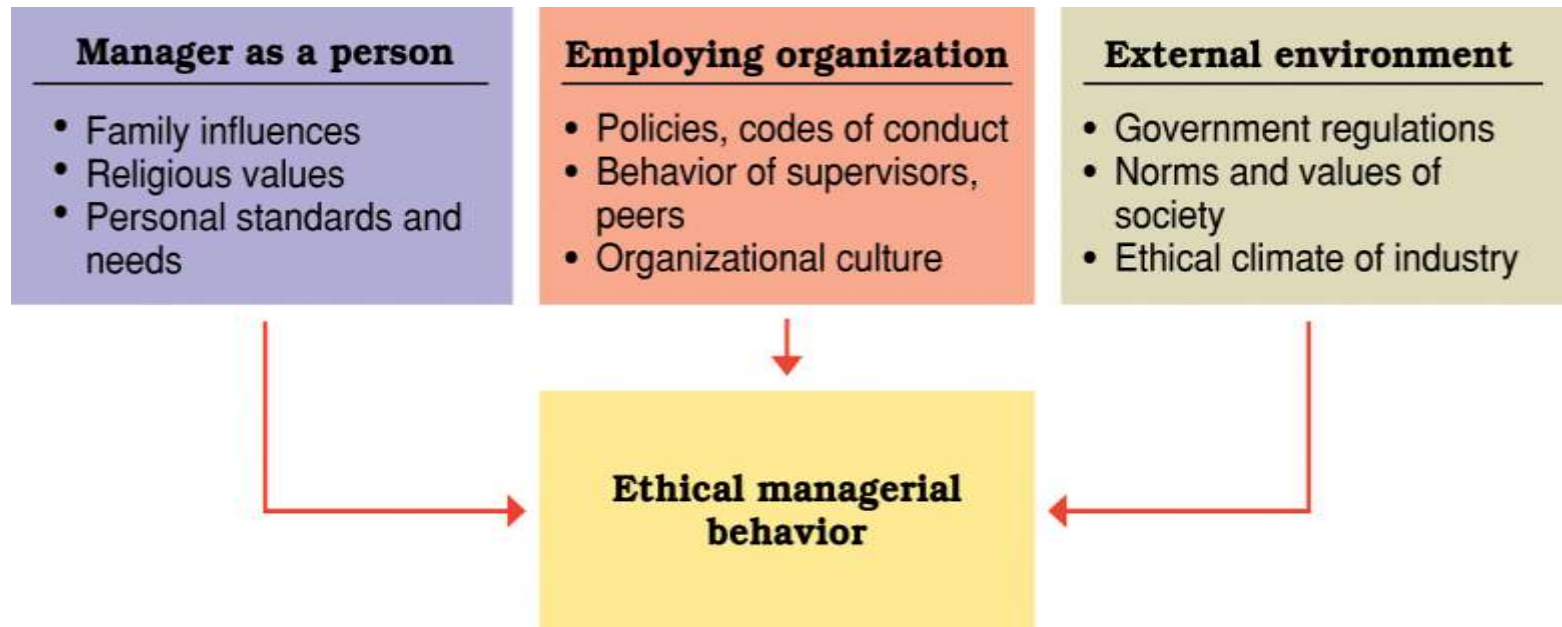 Manager as a person
• Family influences
• Religious values
• Personal standards and
needs
Employing organization
• Policies, codes of conduct
• Behavior of supervisors,
peers
• Organizational culture
External environment
• Government regulations
• Norms and values of
society
• Ethical climate of industry
Ethical managerial
behavior